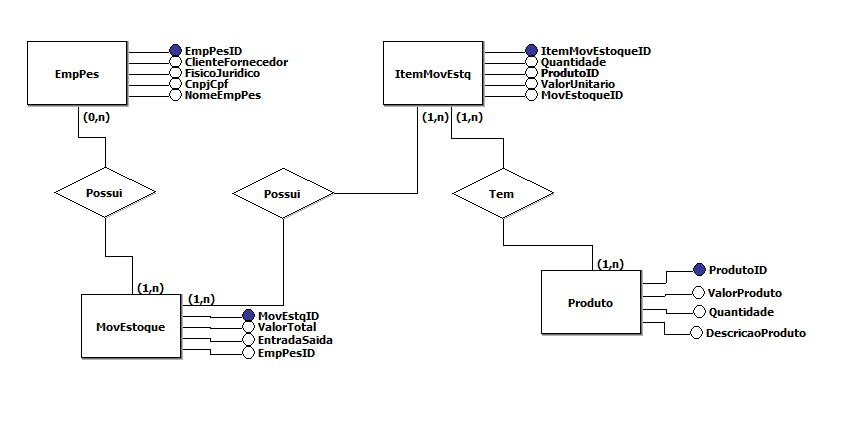 EmpPes
EmpPesID
ClienteFornecedor
FisicoJuridico
CnpjCpf
NomeEmpPes
(0,n)
ItemMovEstq
ItemMovEstoqueID
Quantidade
ProdutoID
ValorUnitario
MovEstoqueID
(1,n) (1,n)
Possui
Possui
Tem
(1,n)
MovEstoque
(1,n)
MovEstqID
ValorTotal
EntradaSaida
EmpPesID
(1,n)
Produto
ProdutoID
ValorProduto
Quantidade
DescricaoProduto